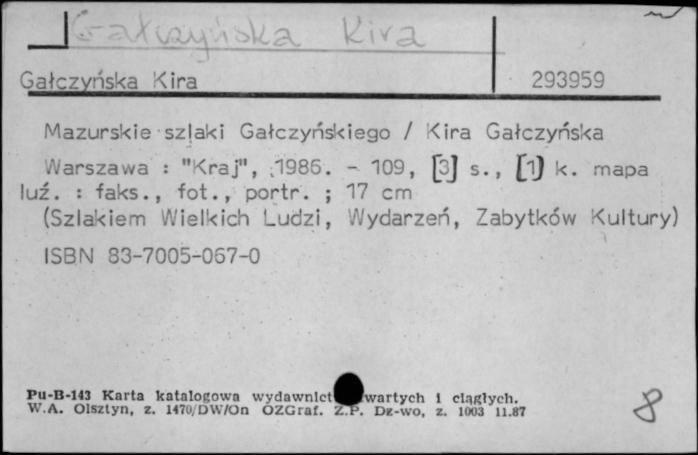 Gałczyńska Kira
Gałczyńska Kira 293959
Mazurskie szlaki Gałczyńskiego / Kira Gałczyńska
Warszawa : "Kraj", 1986. - 109, [3] s., [1] k. mapa
luź. : faks., fot., portr. ; 17 cm
(Szlakiem Wielkich Ludzi, Wydarzeń, Zabytków Kultury)
ISBN 83-7005-067-0
Pu-B-143 Karta katalogowa wydawnict wartych i ciągłych.
W.A. Olsztyn, z. 1470/DW/On OZGraf. Z.P. Dz-wo, z. 1003 11.87
8